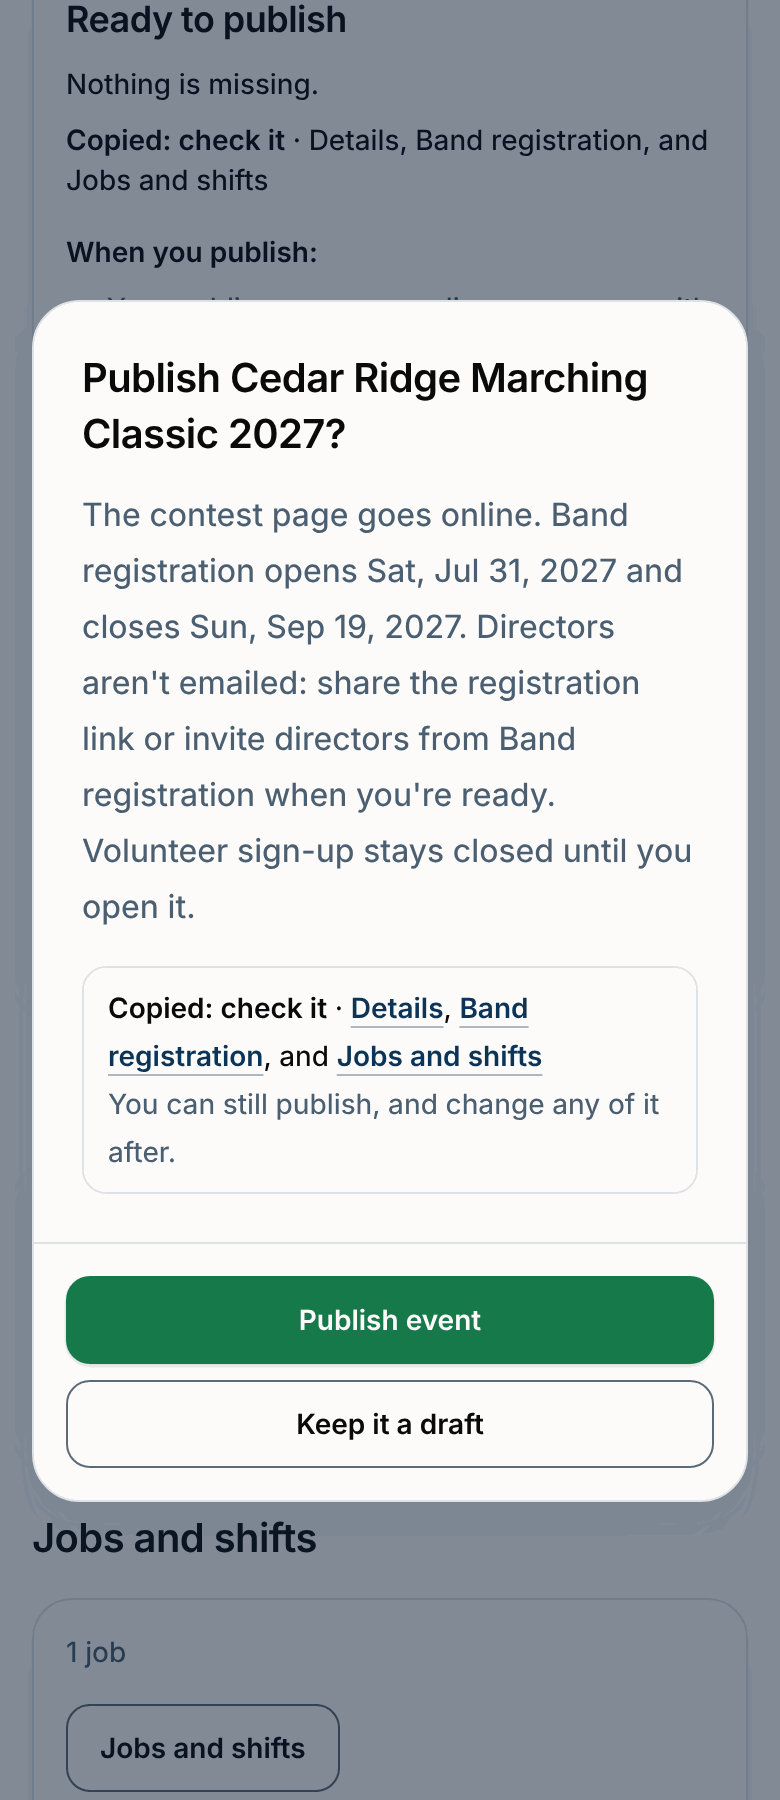 Ready to publish
Nothing is missing.
Copied: check it · Details, Band registration, and
Jobs and shifts
When you publish:
Publish Cedar Ridge Marching
Classic 2027?
The contest page goes online. Band
registration opens Sat, Jul 31, 2027 and
closes Sun, Sep 19, 2027. Directors
aren't emailed: share the registration
link or invite directors from Band
registration when you're ready.
Volunteer sign-up stays closed until you
open it.
Copied: check it · Details, Band
registration, and Jobs and shifts
You can still publish, and change any of it
after.
Publish event
Keep it a draft
Jobs and shifts
1 job
Jobs and shifts